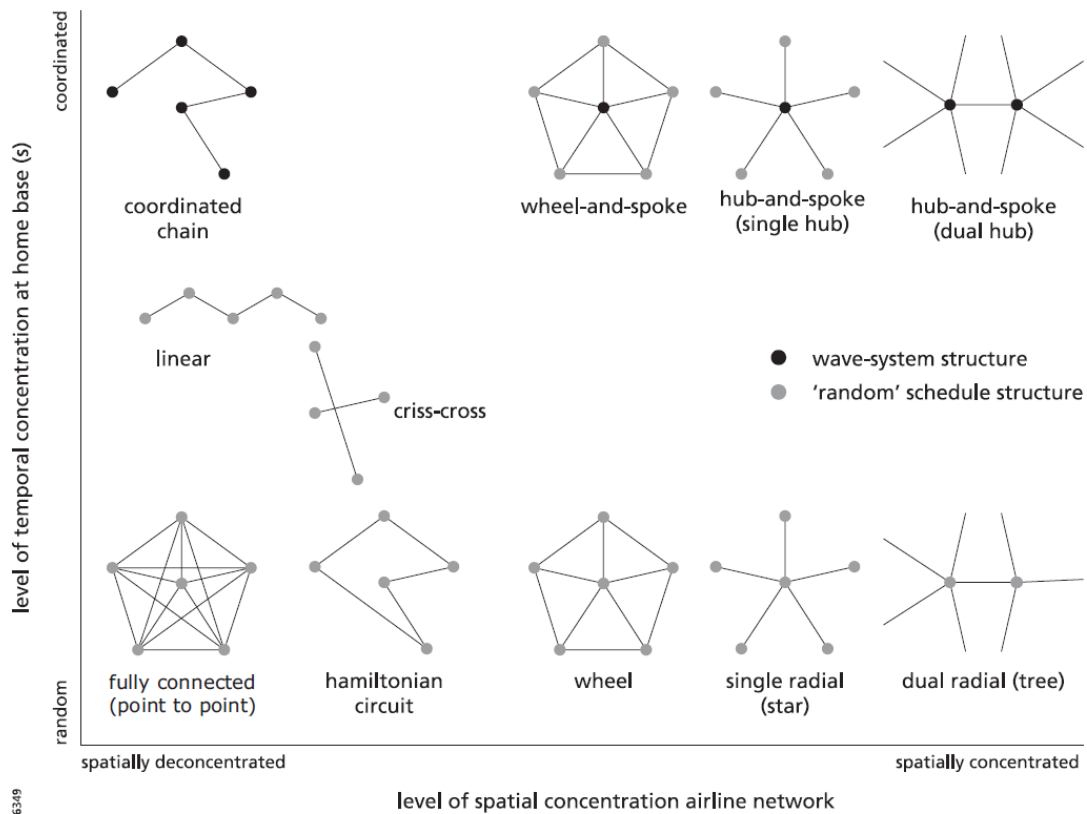 coordinated
level of temporal concentration at home base (s)
random
coordinated
chain
wheel-and-spoke
hub-and-spoke
(single hub)
hub-and-spoke
(dual hub)
linear
criss-cross
wave-system structure
'random' schedule structure
fully connected
(point to point)
hamiltonian
circuit
wheel
single radial
(star)
dual radial (tree)
spatially deconcentrated
spatially concentrated
level of spatial concentration airline network
6349